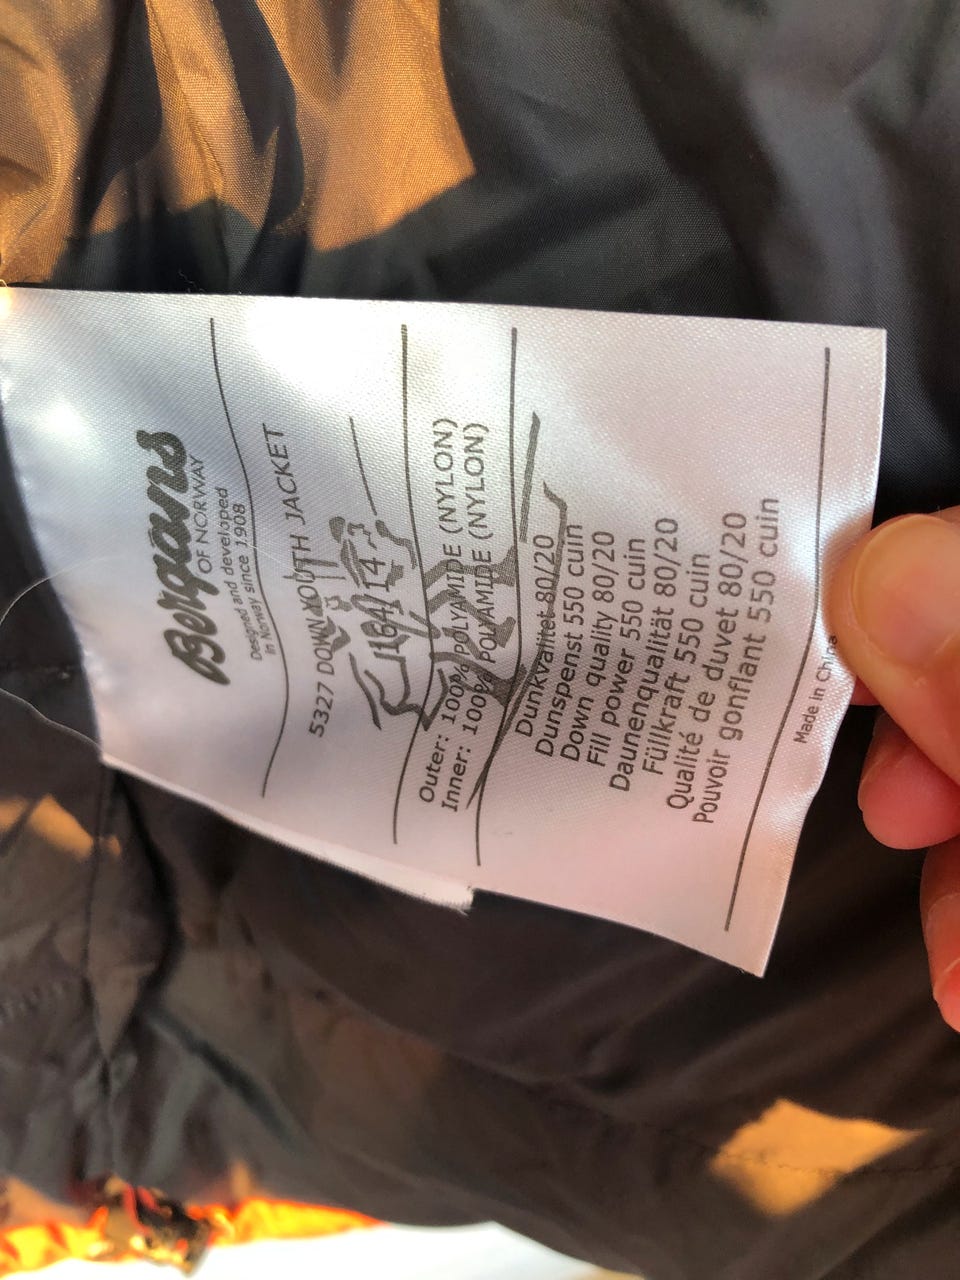 Bergans
OF NORWAY
Designed and developed
in Norway since 1908
5327 DOWN YOUTH JACKET
164/14
Outer: 100% POLYAMIDE (NYLON)
Inner: 100% POLYAMIDE (NYLON)
Dunkvalitet 80/20
Dunspenst 550 cuin
Down quality 80/20
Fill power 550 cuin
Daunenqualität 80/20
Füllkraft 550 cuin
Qualité de duvet 80/20
Pouvoir gonflant 550 cuin
Made in China